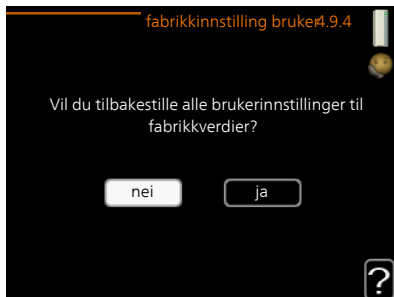 fabrikkinnstilling bruker4.9.4
Vil du tilbakestille alle brukerinnstillinger til
fabrikkverdier?
nei
ja
?